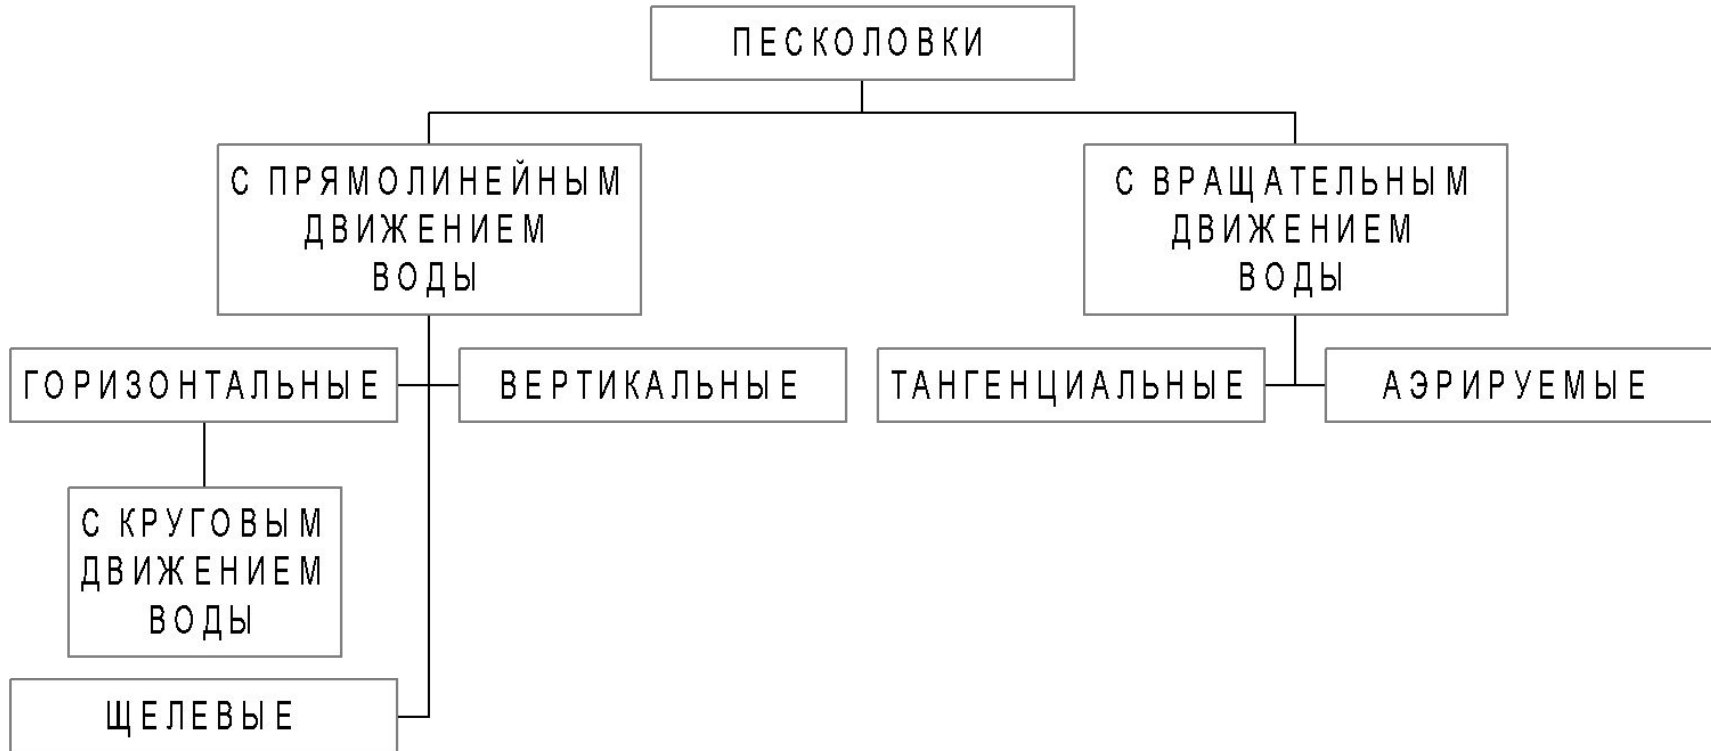 ПЕСКОЛОВКИ
С ПРЯМОЛИНЕЙНЫМ
ДВИЖЕНИЕМ
ВОДЫ
С ВРАЩАТЕЛЬНЫМ
ДВИЖЕНИЕМ
ВОДЫ
ГОРИЗОНТАЛЬНЫЕ
ВЕРТИКАЛЬНЫЕ
ТАНГЕНЦИАЛЬНЫЕ
АЭРИРУЕМЫЕ
С КРУГОВЫМ
ДВИЖЕНИЕМ
ВОДЫ
ЩЕЛЕВЫЕ